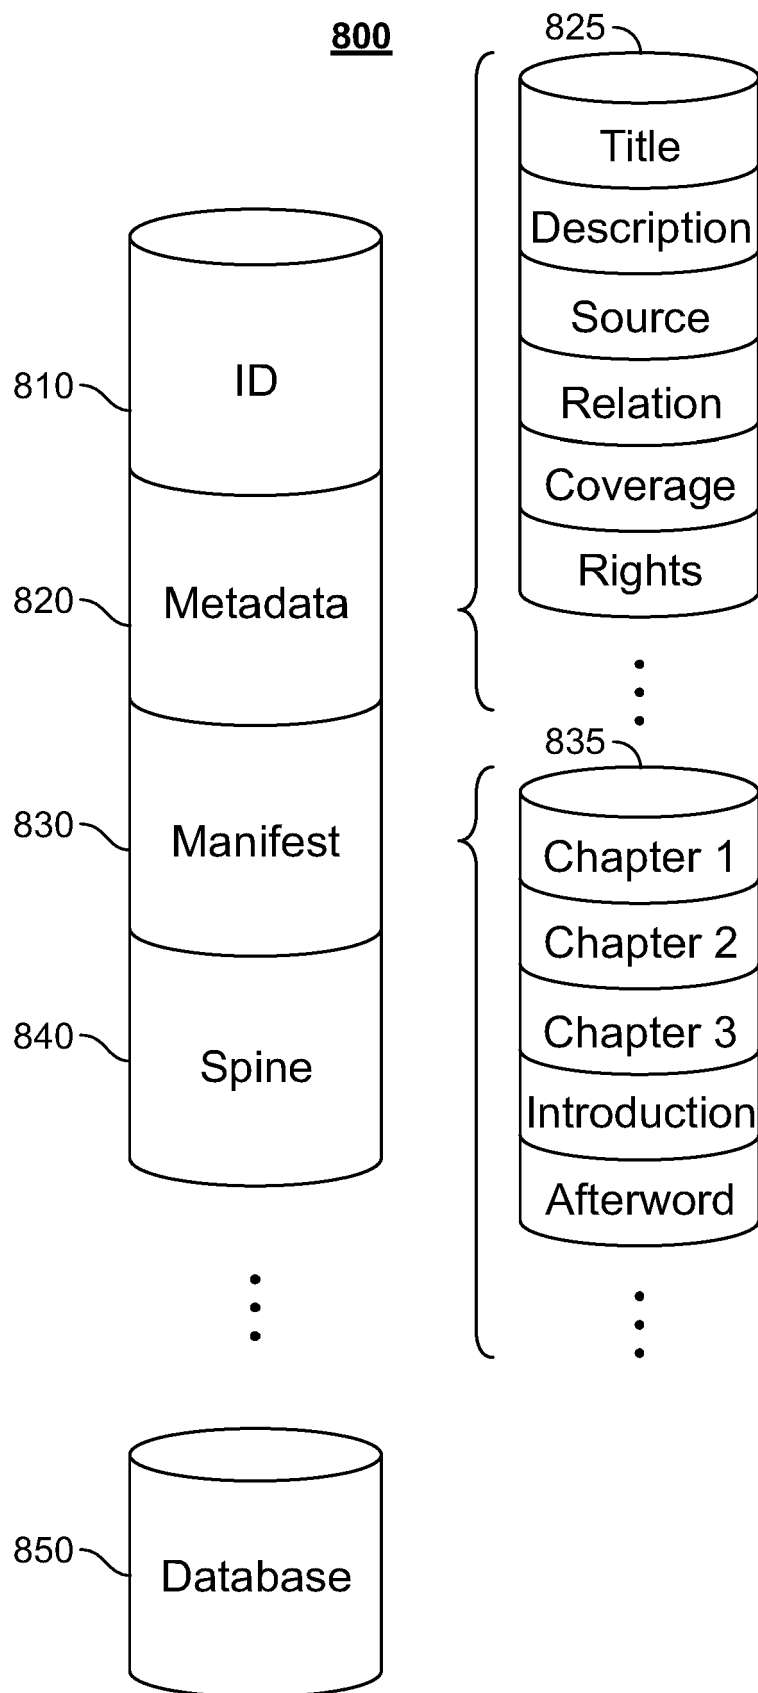 800
825
Title
Description
Source
Relation
Coverage
Rights
810
ID
820
Metadata
830
Manifest
840
Spine
835
Chapter 1
Chapter 2
Chapter 3
Introduction
Afterword
850
Database